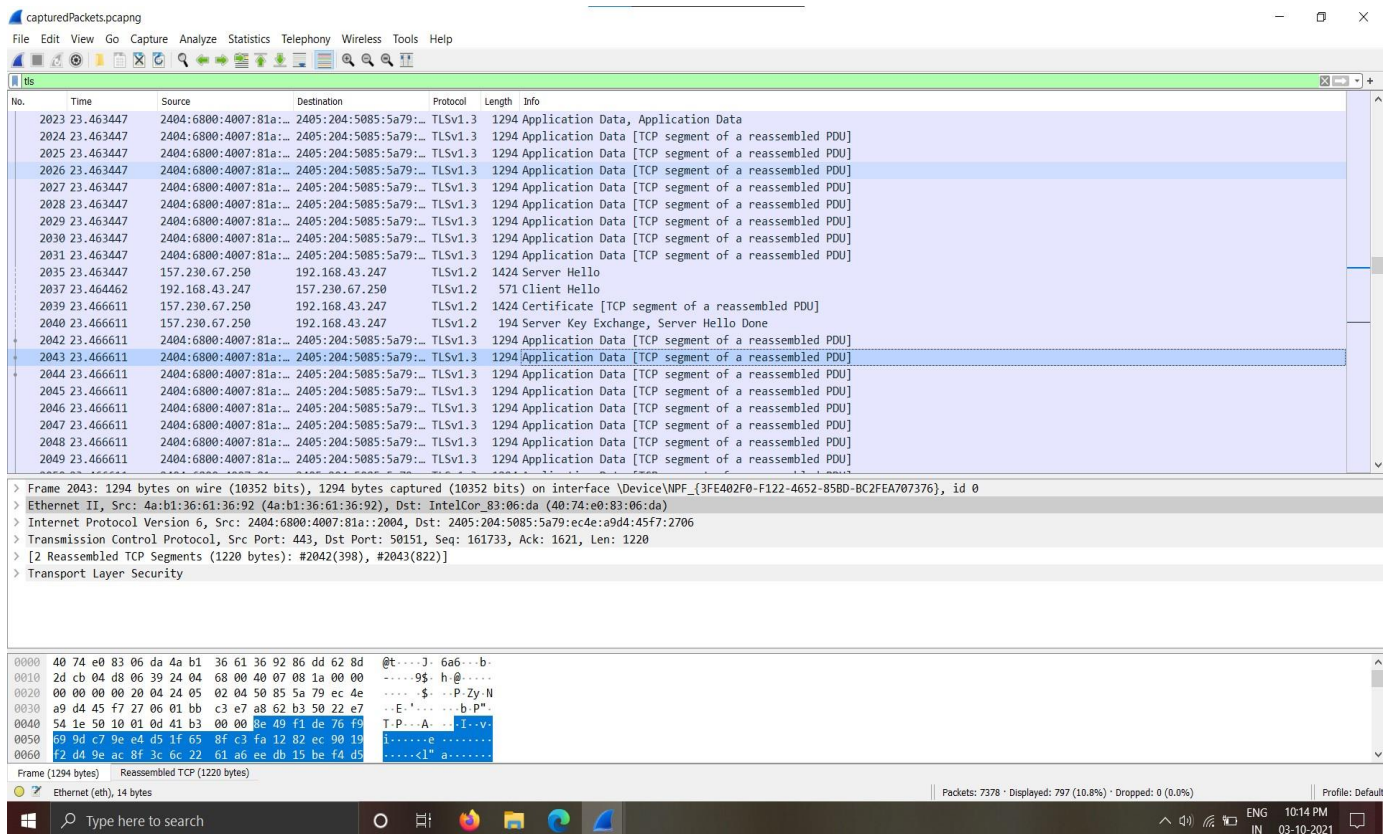 capturedPackets.pcapng
File Edit View Go Capture Analyze Statistics Telephony Wireless Tools Help
tls
No. Time Source Destination Protocol Length Info
2023 23.463447 2404:6800:4007:81a:… 2405:204:5085:5a79:… TLSv1.3 1294 Application Data, Application Data
2024 23.463447 2404:6800:4007:81a:… 2405:204:5085:5a79:… TLSv1.3 1294 Application Data [TCP segment of a reassembled PDU]
2025 23.463447 2404:6800:4007:81a:… 2405:204:5085:5a79:… TLSv1.3 1294 Application Data [TCP segment of a reassembled PDU]
2026 23.463447 2404:6800:4007:81a:… 2405:204:5085:5a79:… TLSv1.3 1294 Application Data [TCP segment of a reassembled PDU]
2027 23.463447 2404:6800:4007:81a:… 2405:204:5085:5a79:… TLSv1.3 1294 Application Data [TCP segment of a reassembled PDU]
2028 23.463447 2404:6800:4007:81a:… 2405:204:5085:5a79:… TLSv1.3 1294 Application Data [TCP segment of a reassembled PDU]
2029 23.463447 2404:6800:4007:81a:… 2405:204:5085:5a79:… TLSv1.3 1294 Application Data [TCP segment of a reassembled PDU]
2030 23.463447 2404:6800:4007:81a:… 2405:204:5085:5a79:… TLSv1.3 1294 Application Data [TCP segment of a reassembled PDU]
2031 23.463447 2404:6800:4007:81a:… 2405:204:5085:5a79:… TLSv1.3 1294 Application Data [TCP segment of a reassembled PDU]
2035 23.463447 157.230.67.250 192.168.43.247 TLSv1.2 1424 Server Hello
2037 23.464462 192.168.43.247 157.230.67.250 TLSv1.2 571 Client Hello
2039 23.466611 157.230.67.250 192.168.43.247 TLSv1.2 1424 Certificate [TCP segment of a reassembled PDU]
2040 23.466611 157.230.67.250 192.168.43.247 TLSv1.2 194 Server Key Exchange, Server Hello Done
2042 23.466611 2404:6800:4007:81a:… 2405:204:5085:5a79:… TLSv1.3 1294 Application Data [TCP segment of a reassembled PDU]
2043 23.466611 2404:6800:4007:81a:… 2405:204:5085:5a79:… TLSv1.3 1294 Application Data [TCP segment of a reassembled PDU]
2044 23.466611 2404:6800:4007:81a:… 2405:204:5085:5a79:… TLSv1.3 1294 Application Data [TCP segment of a reassembled PDU]
2045 23.466611 2404:6800:4007:81a:… 2405:204:5085:5a79:… TLSv1.3 1294 Application Data [TCP segment of a reassembled PDU]
2046 23.466611 2404:6800:4007:81a:… 2405:204:5085:5a79:… TLSv1.3 1294 Application Data [TCP segment of a reassembled PDU]
2047 23.466611 2404:6800:4007:81a:… 2405:204:5085:5a79:… TLSv1.3 1294 Application Data [TCP segment of a reassembled PDU]
2048 23.466611 2404:6800:4007:81a:… 2405:204:5085:5a79:… TLSv1.3 1294 Application Data [TCP segment of a reassembled PDU]
2049 23.466611 2404:6800:4007:81a:… 2405:204:5085:5a79:… TLSv1.3 1294 Application Data [TCP segment of a reassembled PDU]
> Frame 2043: 1294 bytes on wire (10352 bits), 1294 bytes captured (10352 bits) on interface \Device\NPF_{3FE402F0-F122-4652-85BD-BC2FEA707376}, id 0
> Ethernet II, Src: 4a:b1:36:61:36:92 (4a:b1:36:61:36:92), Dst: IntelCor_83:06:da (40:74:e0:83:06:da)
> Internet Protocol Version 6, Src: 2404:6800:4007:81a::2004, Dst: 2405:204:5085:5a79:ec4e:a9d4:45f7:2706
> Transmission Control Protocol, Src Port: 443, Dst Port: 50151, Seq: 161733, Ack: 1621, Len: 1220
> [2 Reassembled TCP Segments (1220 bytes): #2042(398), #2043(822)]
> Transport Layer Security
0000 40 74 e0 83 06 da 4a b1 36 61 36 92 86 dd 62 8d @t····J· 6a6···b·
0010 2d cb 04 d8 06 39 24 04 68 00 40 07 08 1a 00 00 -····9$· h·@·····
0020 00 00 00 00 20 04 24 05 02 04 50 85 5a 79 ec 4e ···· ·$· ··P·Zy·N
0030 a9 d4 45 f7 27 06 01 bb c3 e7 a8 62 b3 50 22 e7 ··E·'··· ···b·P"·
0040 54 1e 50 10 01 0d 41 b3 00 00 8e 49 f1 de 76 f9 T·P···A· ···I··v·
0050 69 9d c7 9e e4 d5 1f 65 8f c3 fa 12 82 ec 90 19 i······e ········
0060 f2 d4 9e ac 8f 3c 6c 22 61 a6 ee db 15 be f4 d5 ·····<l" a·······
Frame (1294 bytes) Reassembled TCP (1220 bytes)
Ethernet (eth), 14 bytes Packets: 7378 · Displayed: 797 (10.8%) · Dropped: 0 (0.0%) Profile: Default
Type here to search ENG 10:14 PM
IN 03-10-2021